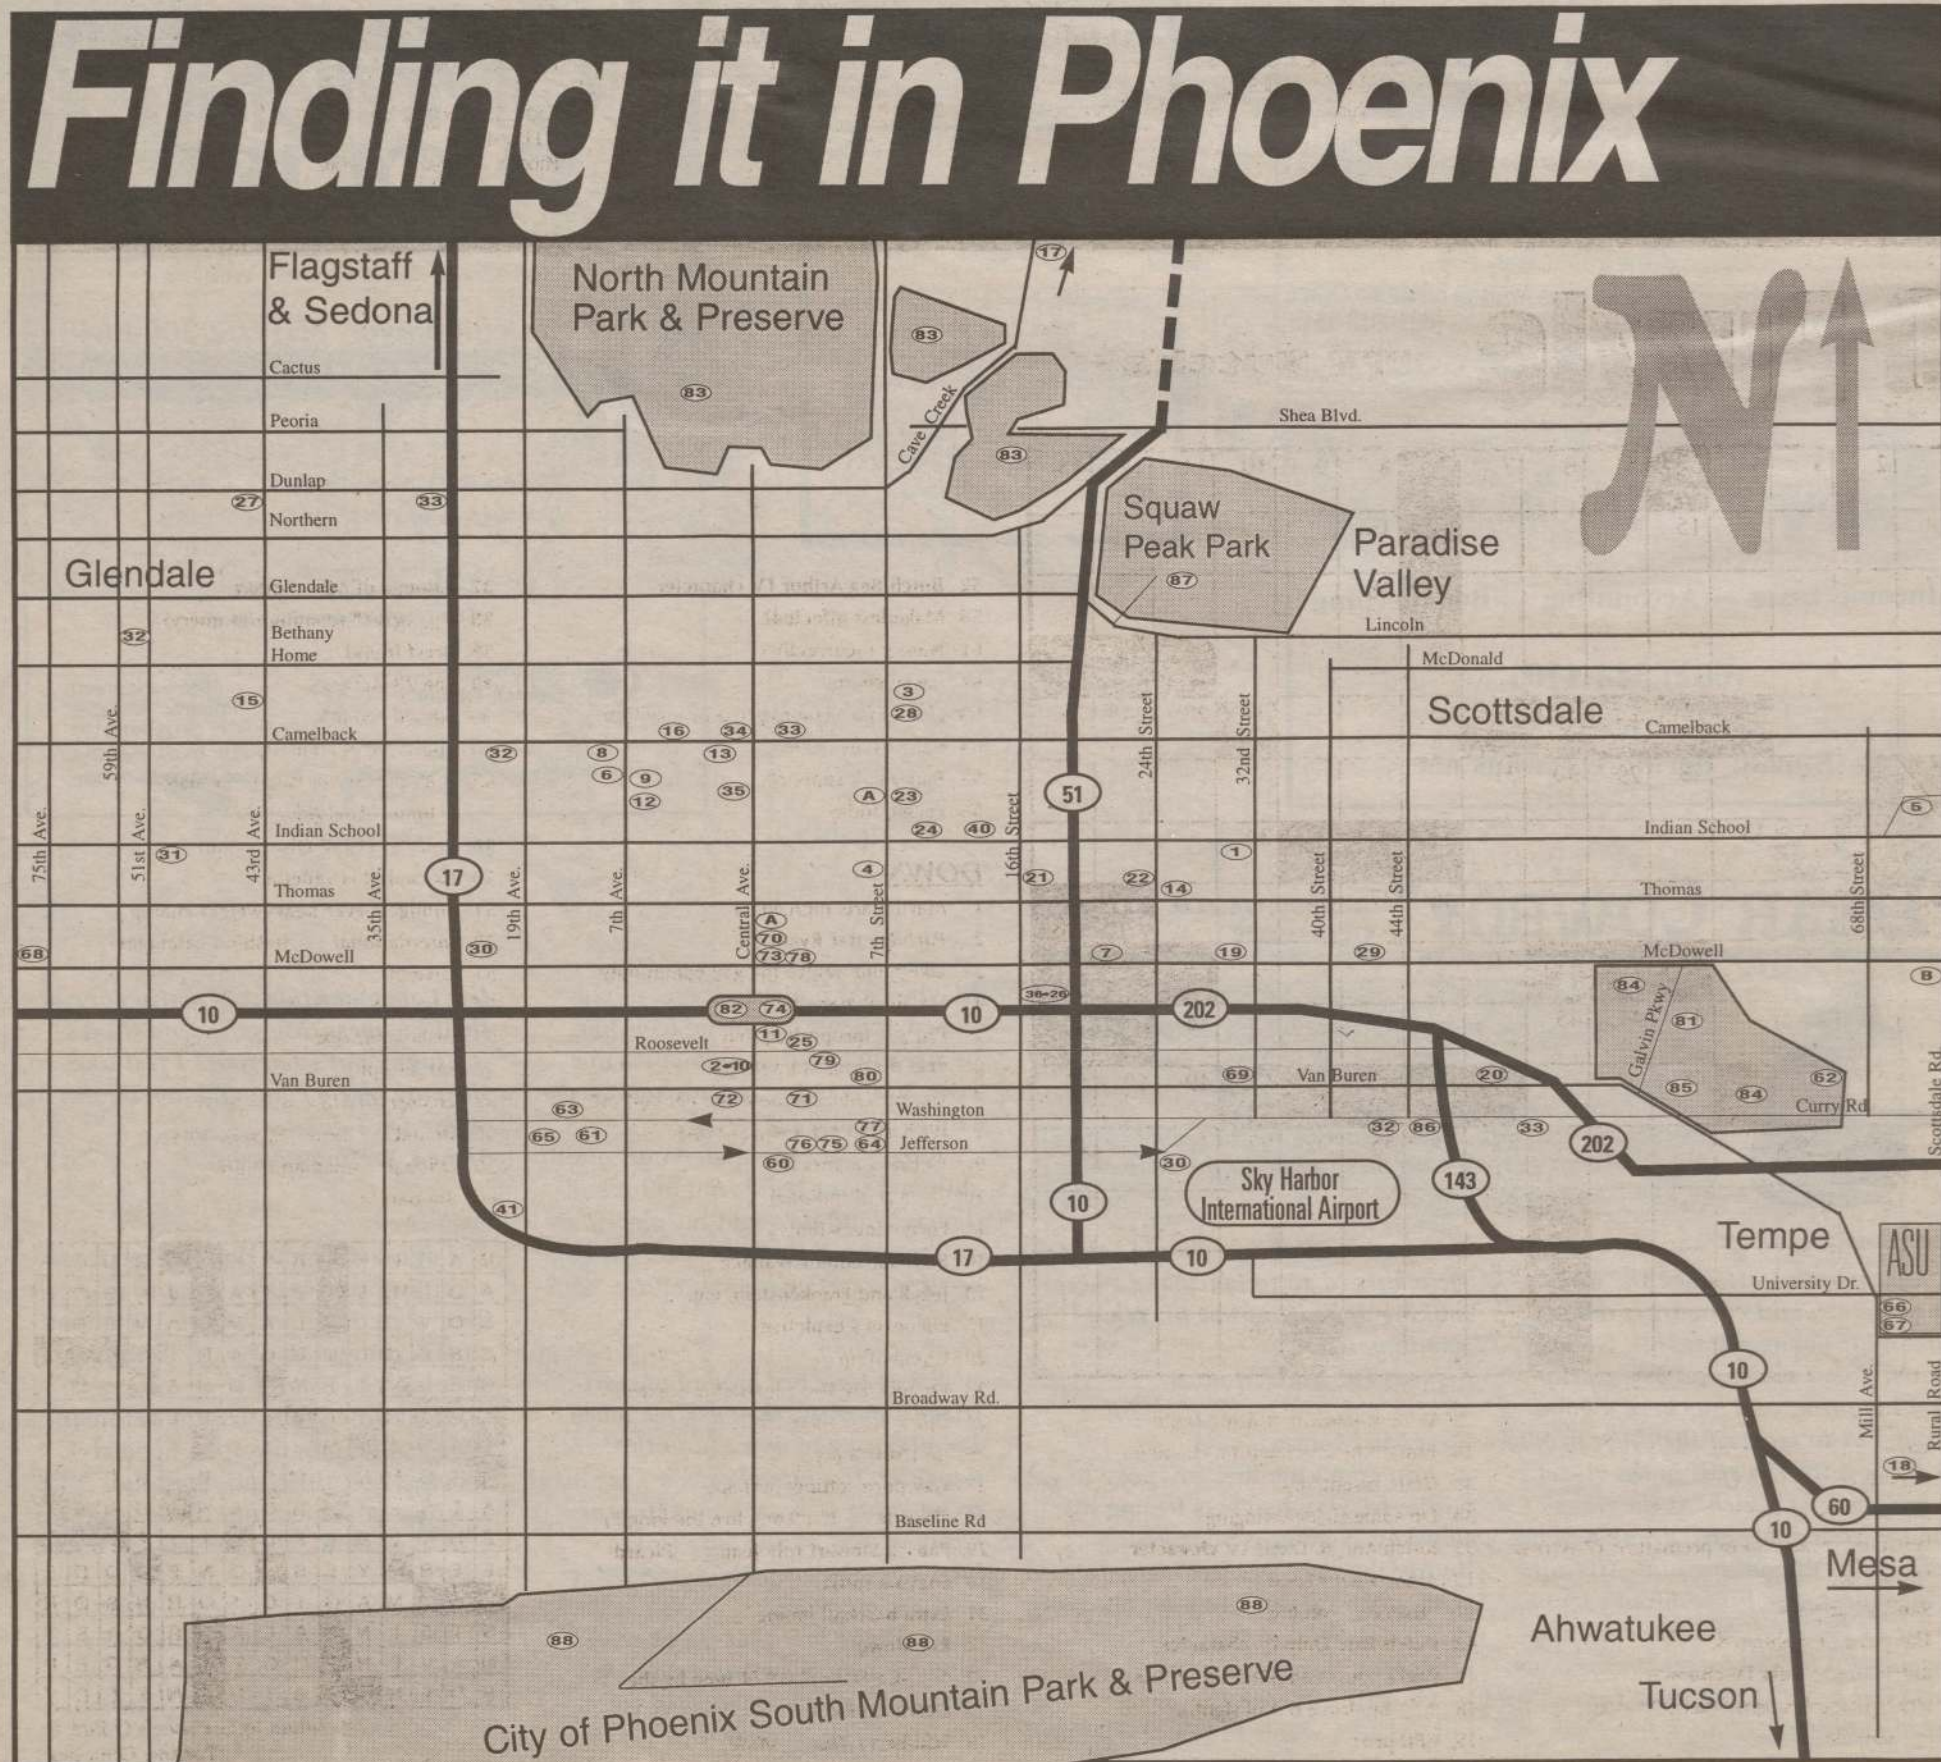 Finding it in Phoenix
Flagstaff
& Sedona
North Mountain
Park & Preserve
17
N
83
83
83
83
Cactus
Peoria
Cave Creek
Shea Blvd.
Dunlap
27
33
Northern
Squaw
Peak Park
87
Paradise
Valley
Glendale
Glendale
Lincoln
32
Bethany
Home
McDonald
15
3
28
Scottsdale
Camelback
16
34
33
Camelback
59th Ave.
32
8
13
24th Street
32nd Street
6
9
12
35
A
23
51
5
75th Ave.
51st Ave.
43rd Ave.
Indian School
24
40
16th Street
Indian School
31
17
4
1
21
22
14
35th Ave.
Thomas
19th Ave.
7th Ave.
Central Ave.
7th Street
40th Street
44th Street
Thomas
68th Street
A
70
68
McDowell
30
73
78
7
19
29
McDowell
B
84
Galvin Pkwy
10
82
74
10
36-26
202
81
Roosevelt
11
25
79
2-10
80
Van Buren
69
Van Buren
20
85
84
62
Curry Rd
Scottsdale Rd.
63
72
71
Washington
65
61
77
76
75
64
Jefferson
32
86
33
202
60
30
Sky Harbor
International Airport
143
41
10
17
10
Tempe
ASU
University Dr.
66
67
10
Broadway Rd.
Mill Ave.
Rural Road
18
60
Baseline Rd
10
Mesa
88
88
88
Ahwatukee
City of Phoenix South Mountain Park & Preserve
Tucson